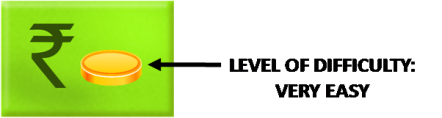 ₹
LEVEL OF DIFFICULTY:
VERY EASY